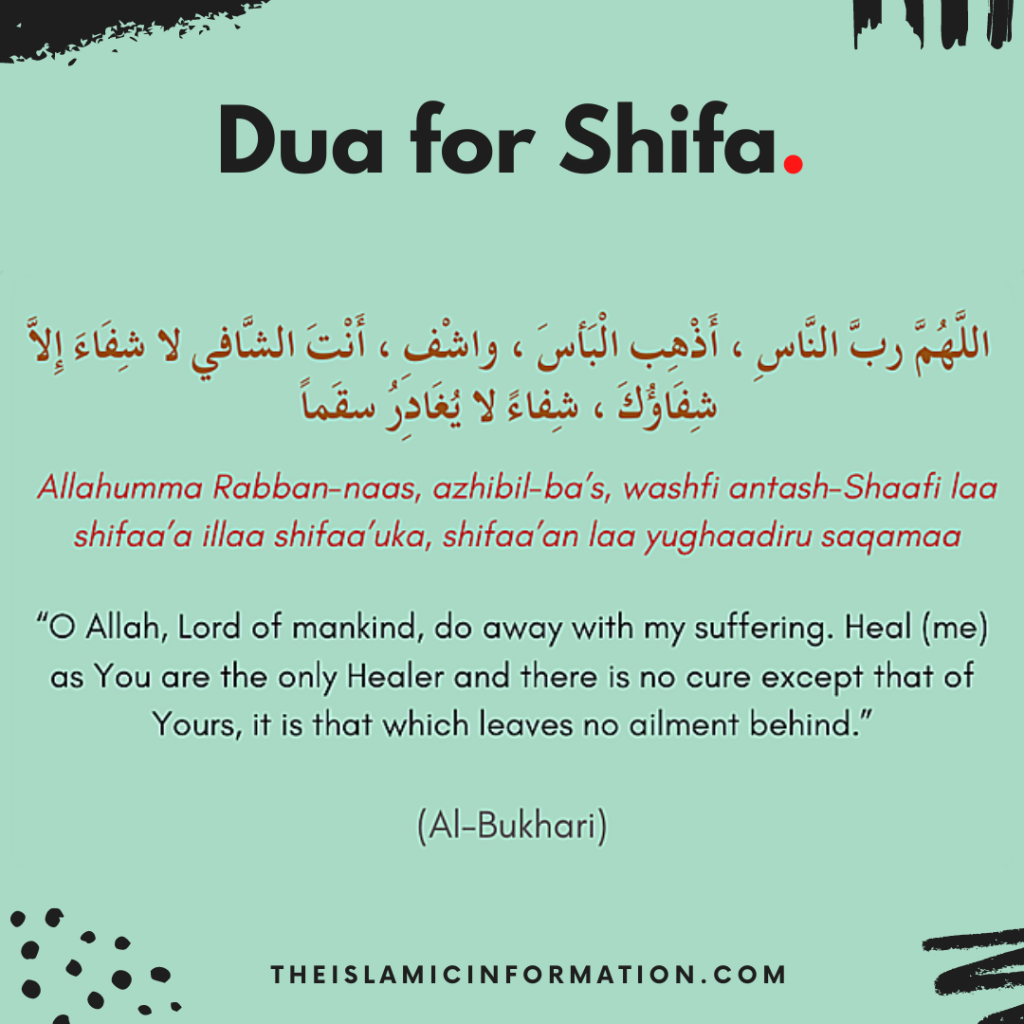 Dua for Shifa.
اللَّهُمَّ ربَّ النَّاسِ ، أَذْهِب الْبَأسَ ، واشْفِ ، أَنْتَ الشَّافي لا شِفَاءَ إِلاَّ
شِفَاؤُكَ ، شِفاءً لا يُغَادِرُ سقَماً
Allahumma Rabban-naas, azhibil-ba’s, washfi antash-Shaafi laa
shifaa’a illaa shifaa’uka, shifaa’an laa yughaadiru saqamaa
“O Allah, Lord of mankind, do away with my suffering. Heal (me)
as You are the only Healer and there is no cure except that of
Yours, it is that which leaves no ailment behind.”
(Al-Bukhari)
THEISLAMICINFORMATION.COM